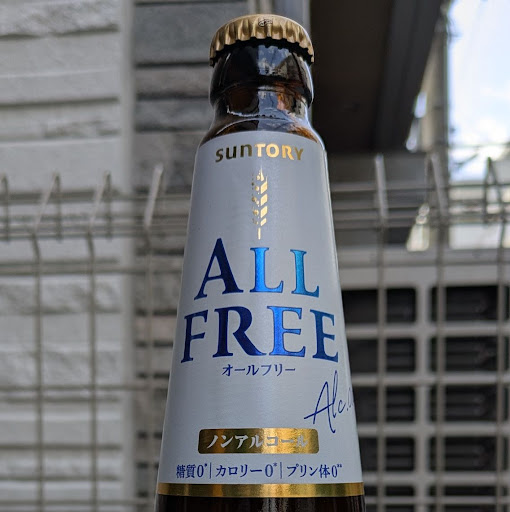 SUNTORY
ALL
FREE
オールフリー
Alc.
ノンアルコール
糖質0*|カロリー0*|プリン体0**